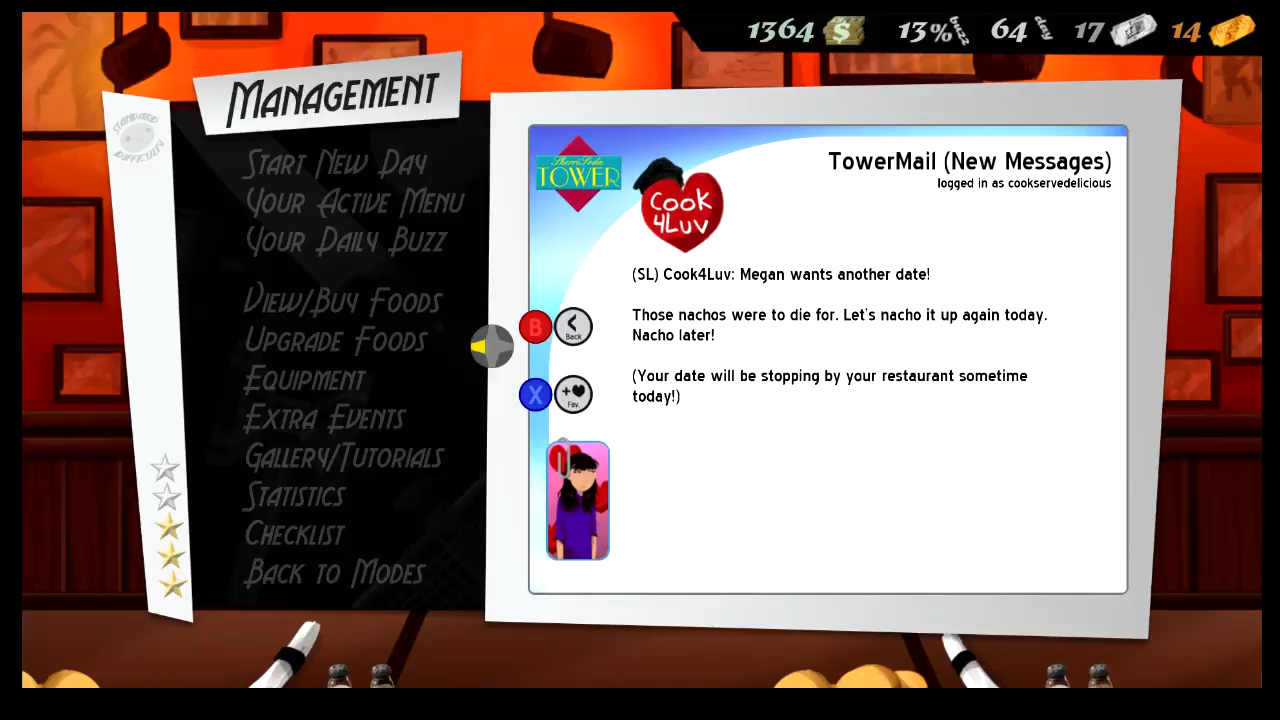 1364 $ 13% buzz 64 day 17 14
Management
STANDARD
DIFFICULTY
Start New Day
Your Active Menu
Your Daily Buzz
View/Buy Foods
Upgrade Foods
Equipment
Extra Events
Gallery/Tutorials
Statistics
Checklist
Back to Modes
SherriSoda
TOWER
Cook
4Luv
TowerMail (New Messages)
logged in as cookservedelicious
(SL) Cook4Luv: Megan wants another date!
Those nachos were to die for. Let's nacho it up again today.
Nacho later!
(Your date will be stopping by your restaurant sometime
today!)
B
Back
X
Fav.